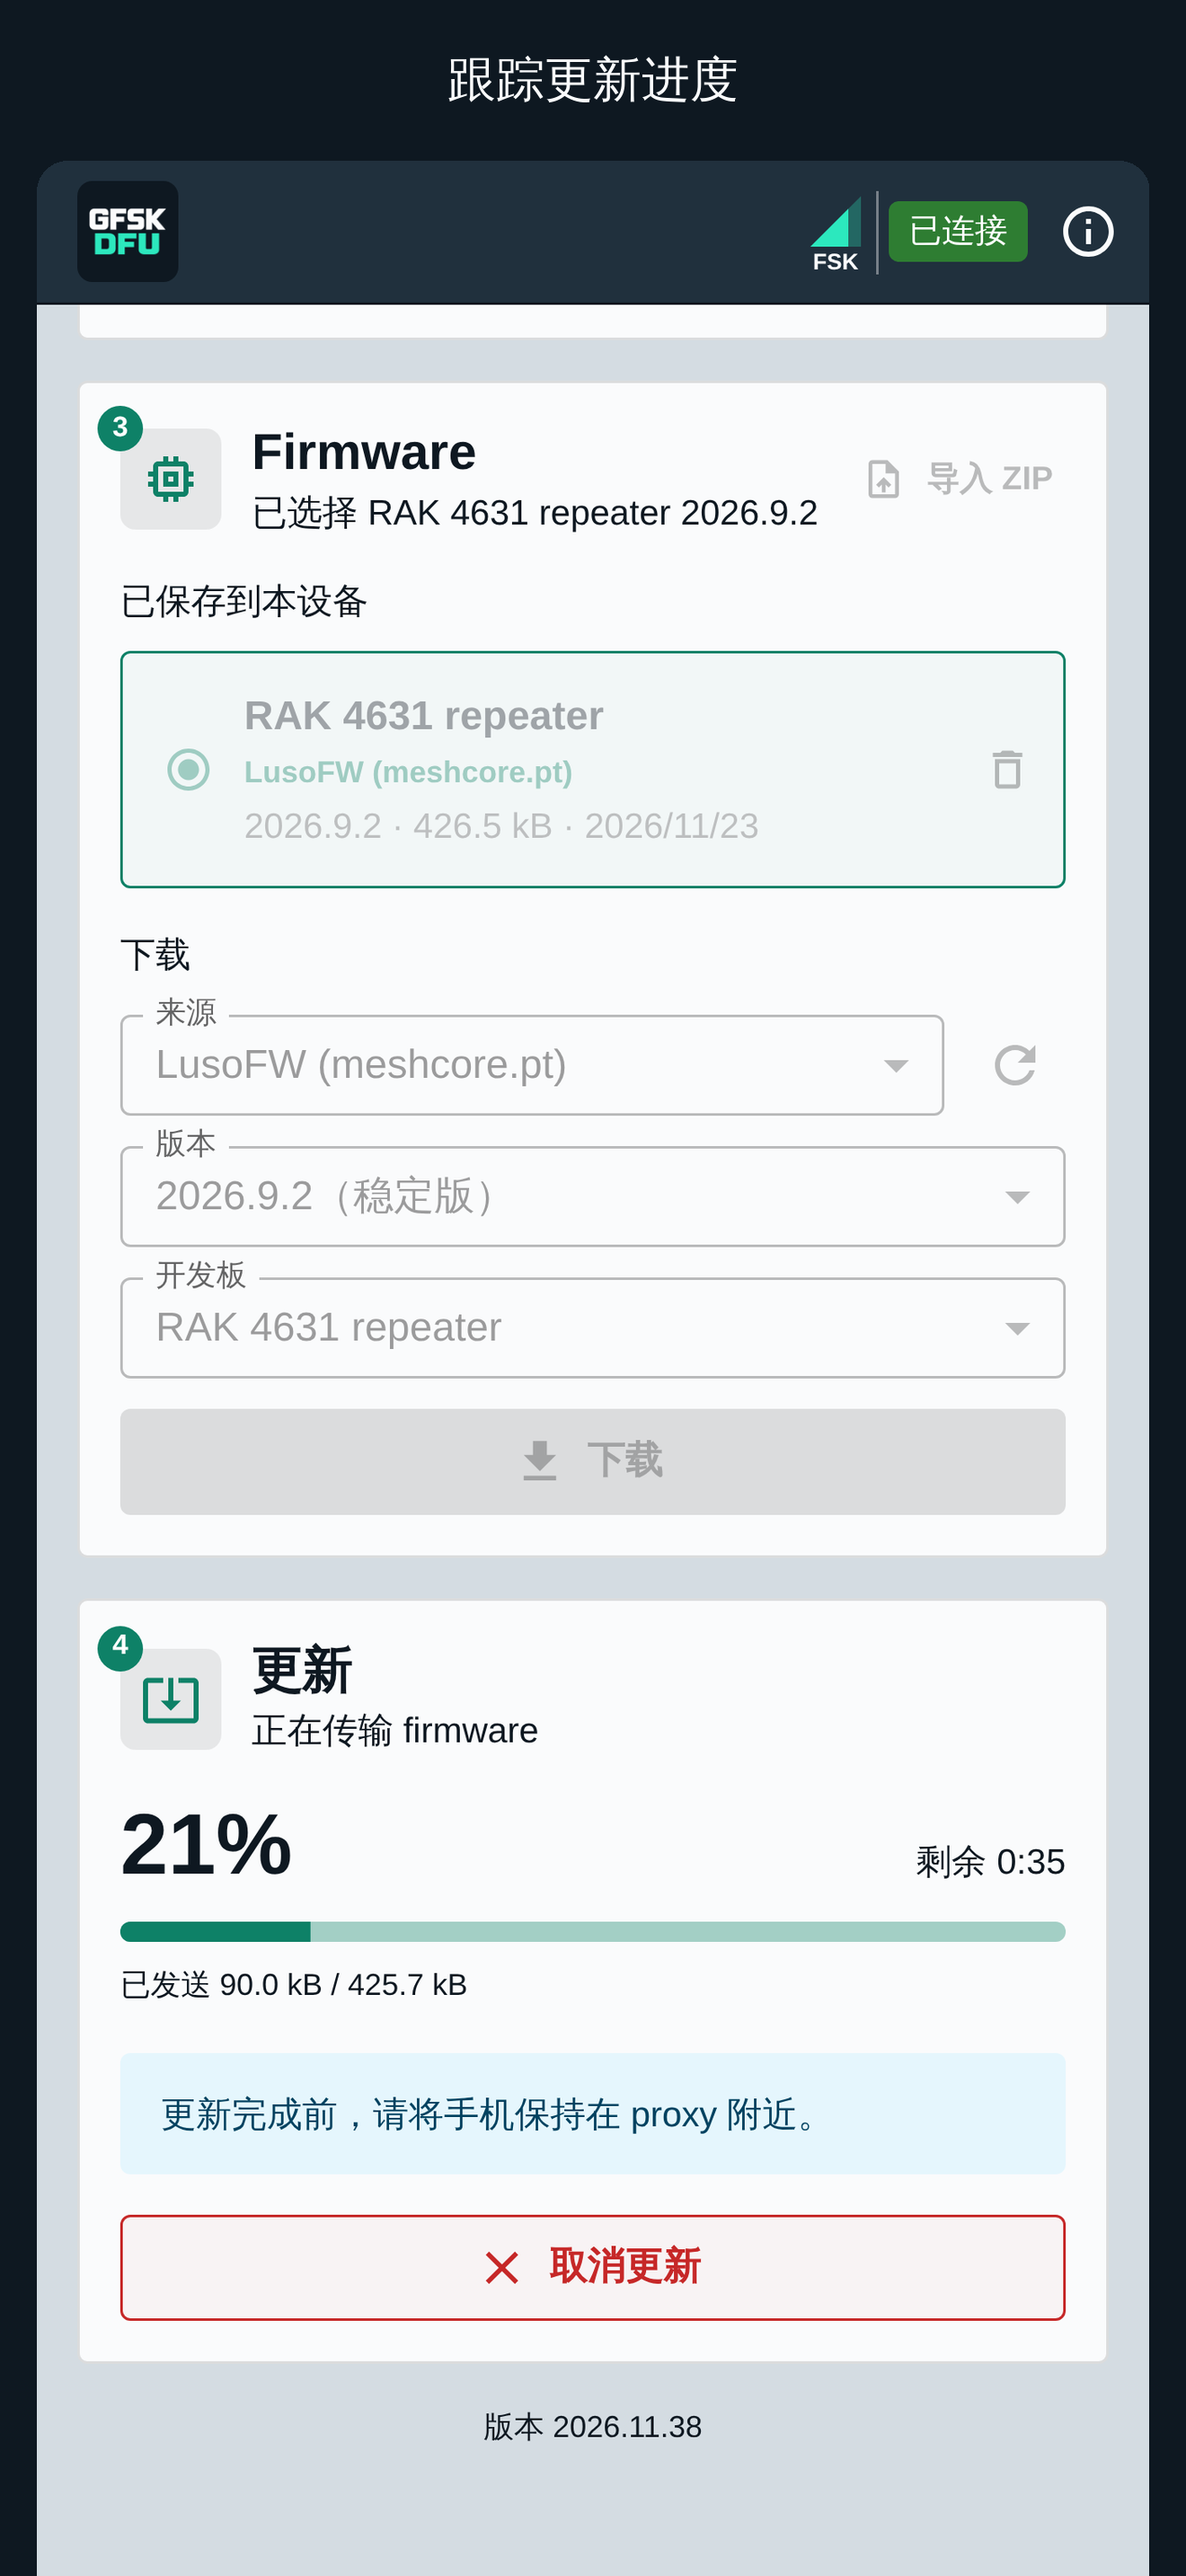 跟踪更新进度
GFSK
DFU
FSK
已连接
3
Firmware
已选择 RAK 4631 repeater 2026.9.2
导入 ZIP
已保存到本设备
RAK 4631 repeater
LusoFW (meshcore.pt)
2026.9.2 · 426.5 kB · 2026/11/23
下载
来源
LusoFW (meshcore.pt)
版本
2026.9.2（稳定版）
开发板
RAK 4631 repeater
下载
4
更新
正在传输 firmware
21%
剩余 0:35
已发送 90.0 kB / 425.7 kB
更新完成前，请将手机保持在 proxy 附近。
取消更新
版本 2026.11.38